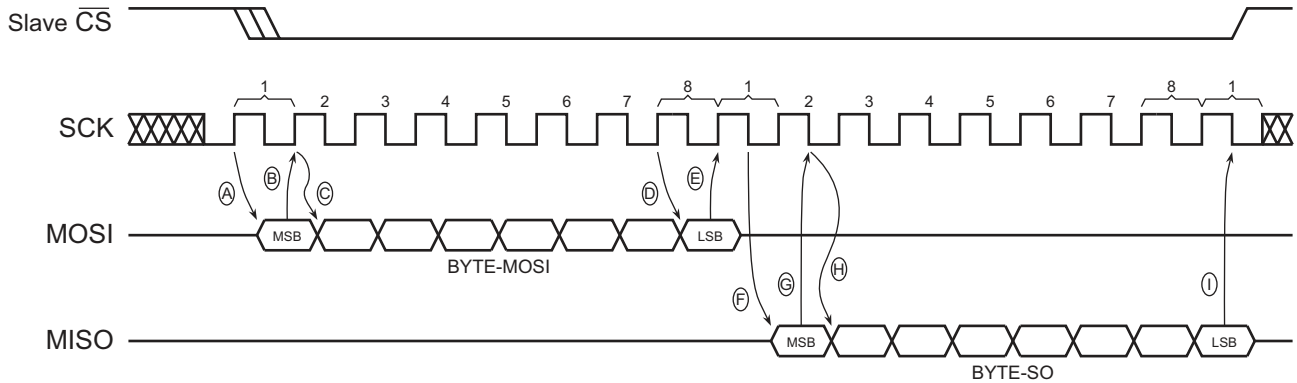 Slave C̅S̅
1 2 3 4 5 6 7 8 1 2 3 4 5 6 7 8 1
SCK
A B C D E
MOSI MSB LSB
BYTE-MOSI
F G H I
MISO MSB LSB
BYTE-SO